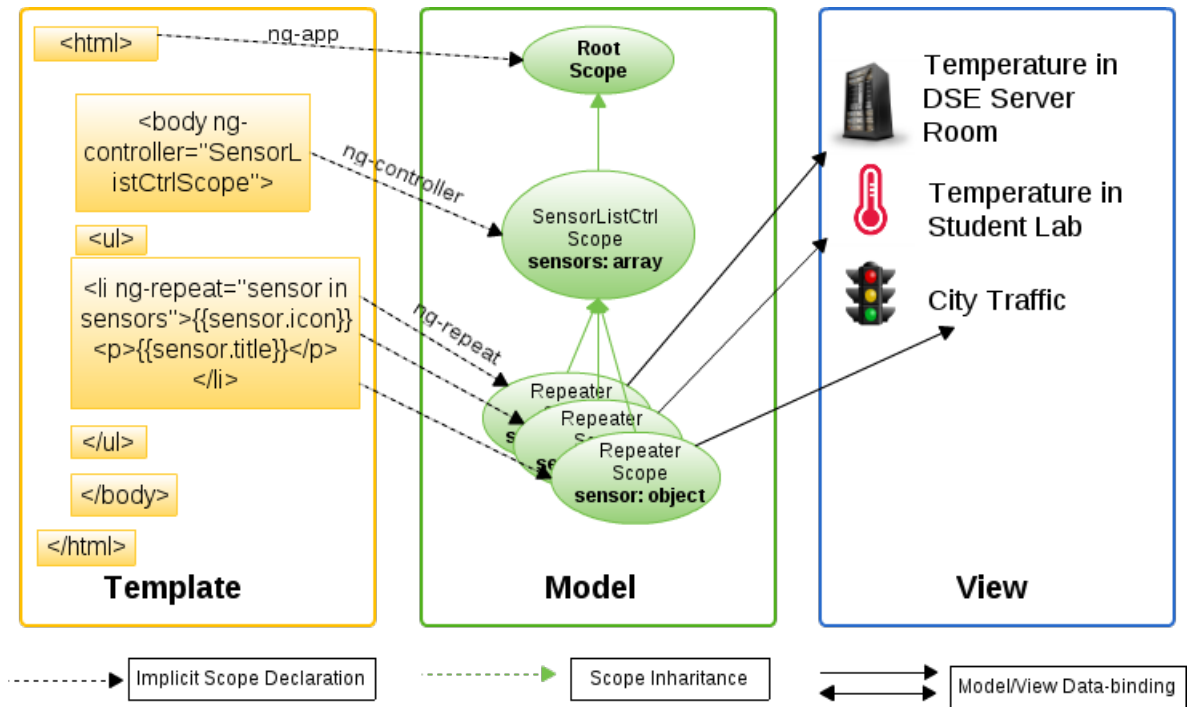 <html>
ng-app
<body ng-
controller="SensorL
istCtrlScope">
ng-controller
<ul>
<li ng-repeat="sensor in
sensors">{{sensor.icon}}
<p>{{sensor.title}}</p>
</li>
ng-repeat
</ul>
</body>
</html>
Template
Root
Scope
SensorListCtrl
Scope
sensors: array
Repeater
Repeater
Repeater
Scope
sensor: object
Model
Temperature in
DSE Server
Room
Temperature in
Student Lab
City Traffic
View
Implicit Scope Declaration
Scope Inharitance
Model/View Data-binding